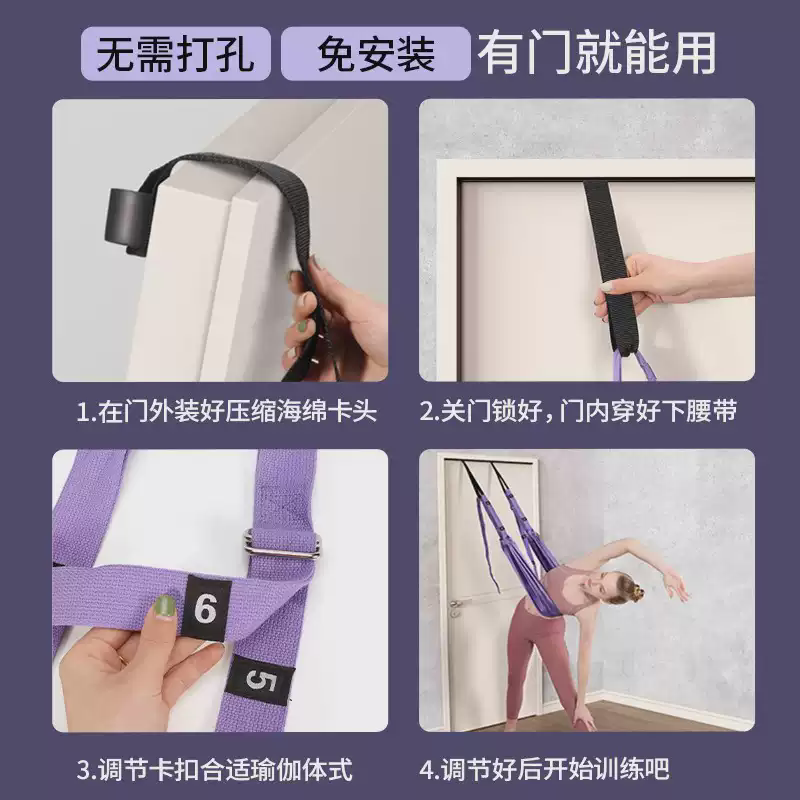 无需打孔 免安装 有门就能用
1.在门外装好压缩海绵卡头
2.关门锁好，门内穿好下腰带
6
5
3.调节卡扣合适瑜伽体式
4.调节好后开始训练吧